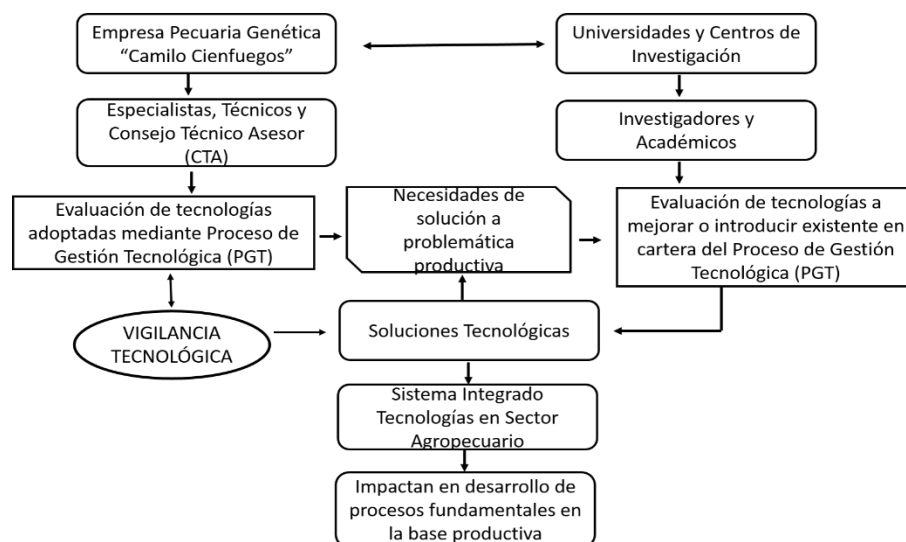 Empresa Pecuaria Genética
“Camilo Cienfuegos”
Universidades y Centros de
Investigación
Especialistas, Técnicos y
Consejo Técnico Asesor
(CTA)
Investigadores y
Académicos
Evaluación de tecnologías
adoptadas mediante Proceso de
Gestión Tecnológica (PGT)
Necesidades de
solución a
problemática
productiva
Evaluación de tecnologías a
mejorar o introducir existente en
cartera del Proceso de Gestión
Tecnológica (PGT)
VIGILANCIA
TECNOLÓGICA
Soluciones Tecnológicas
Sistema Integrado
Tecnologías en Sector
Agropecuario
Impactan en desarrollo de
procesos fundamentales en
la base productiva